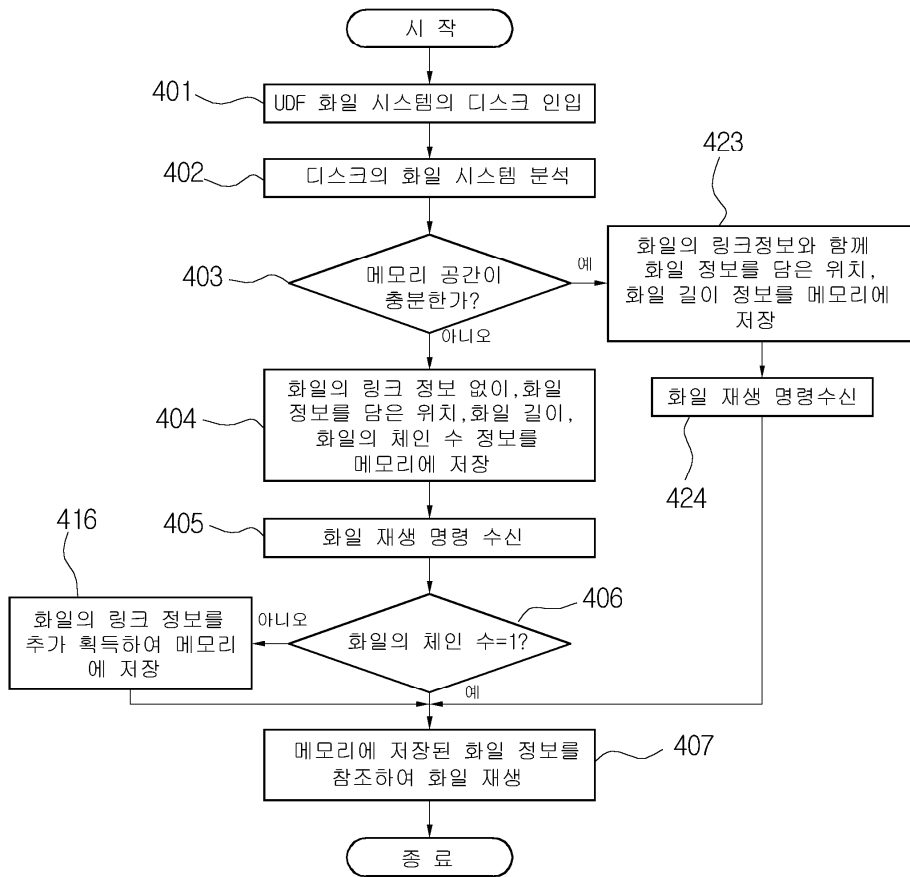 시 작
401
UDF 화일 시스템의 디스크 인입
402
디스크의 화일 시스템 분석
403
메모리 공간이
충분한가?
예
아니오
423
화일의 링크정보와 함께
화일 정보를 담은 위치,
화일 길이 정보를 메모리에
저장
404
화일의 링크 정보 없이,화일
정보를 담은 위치,화일 길이,
화일의 체인 수 정보를
메모리에 저장
화일 재생 명령수신
424
405
화일 재생 명령 수신
416
화일의 링크 정보를
추가 획득하여 메모리
에 저장
아니오
406
화일의 체인 수=1?
예
407
메모리에 저장된 화일 정보를
참조하여 화일 재생
종 료